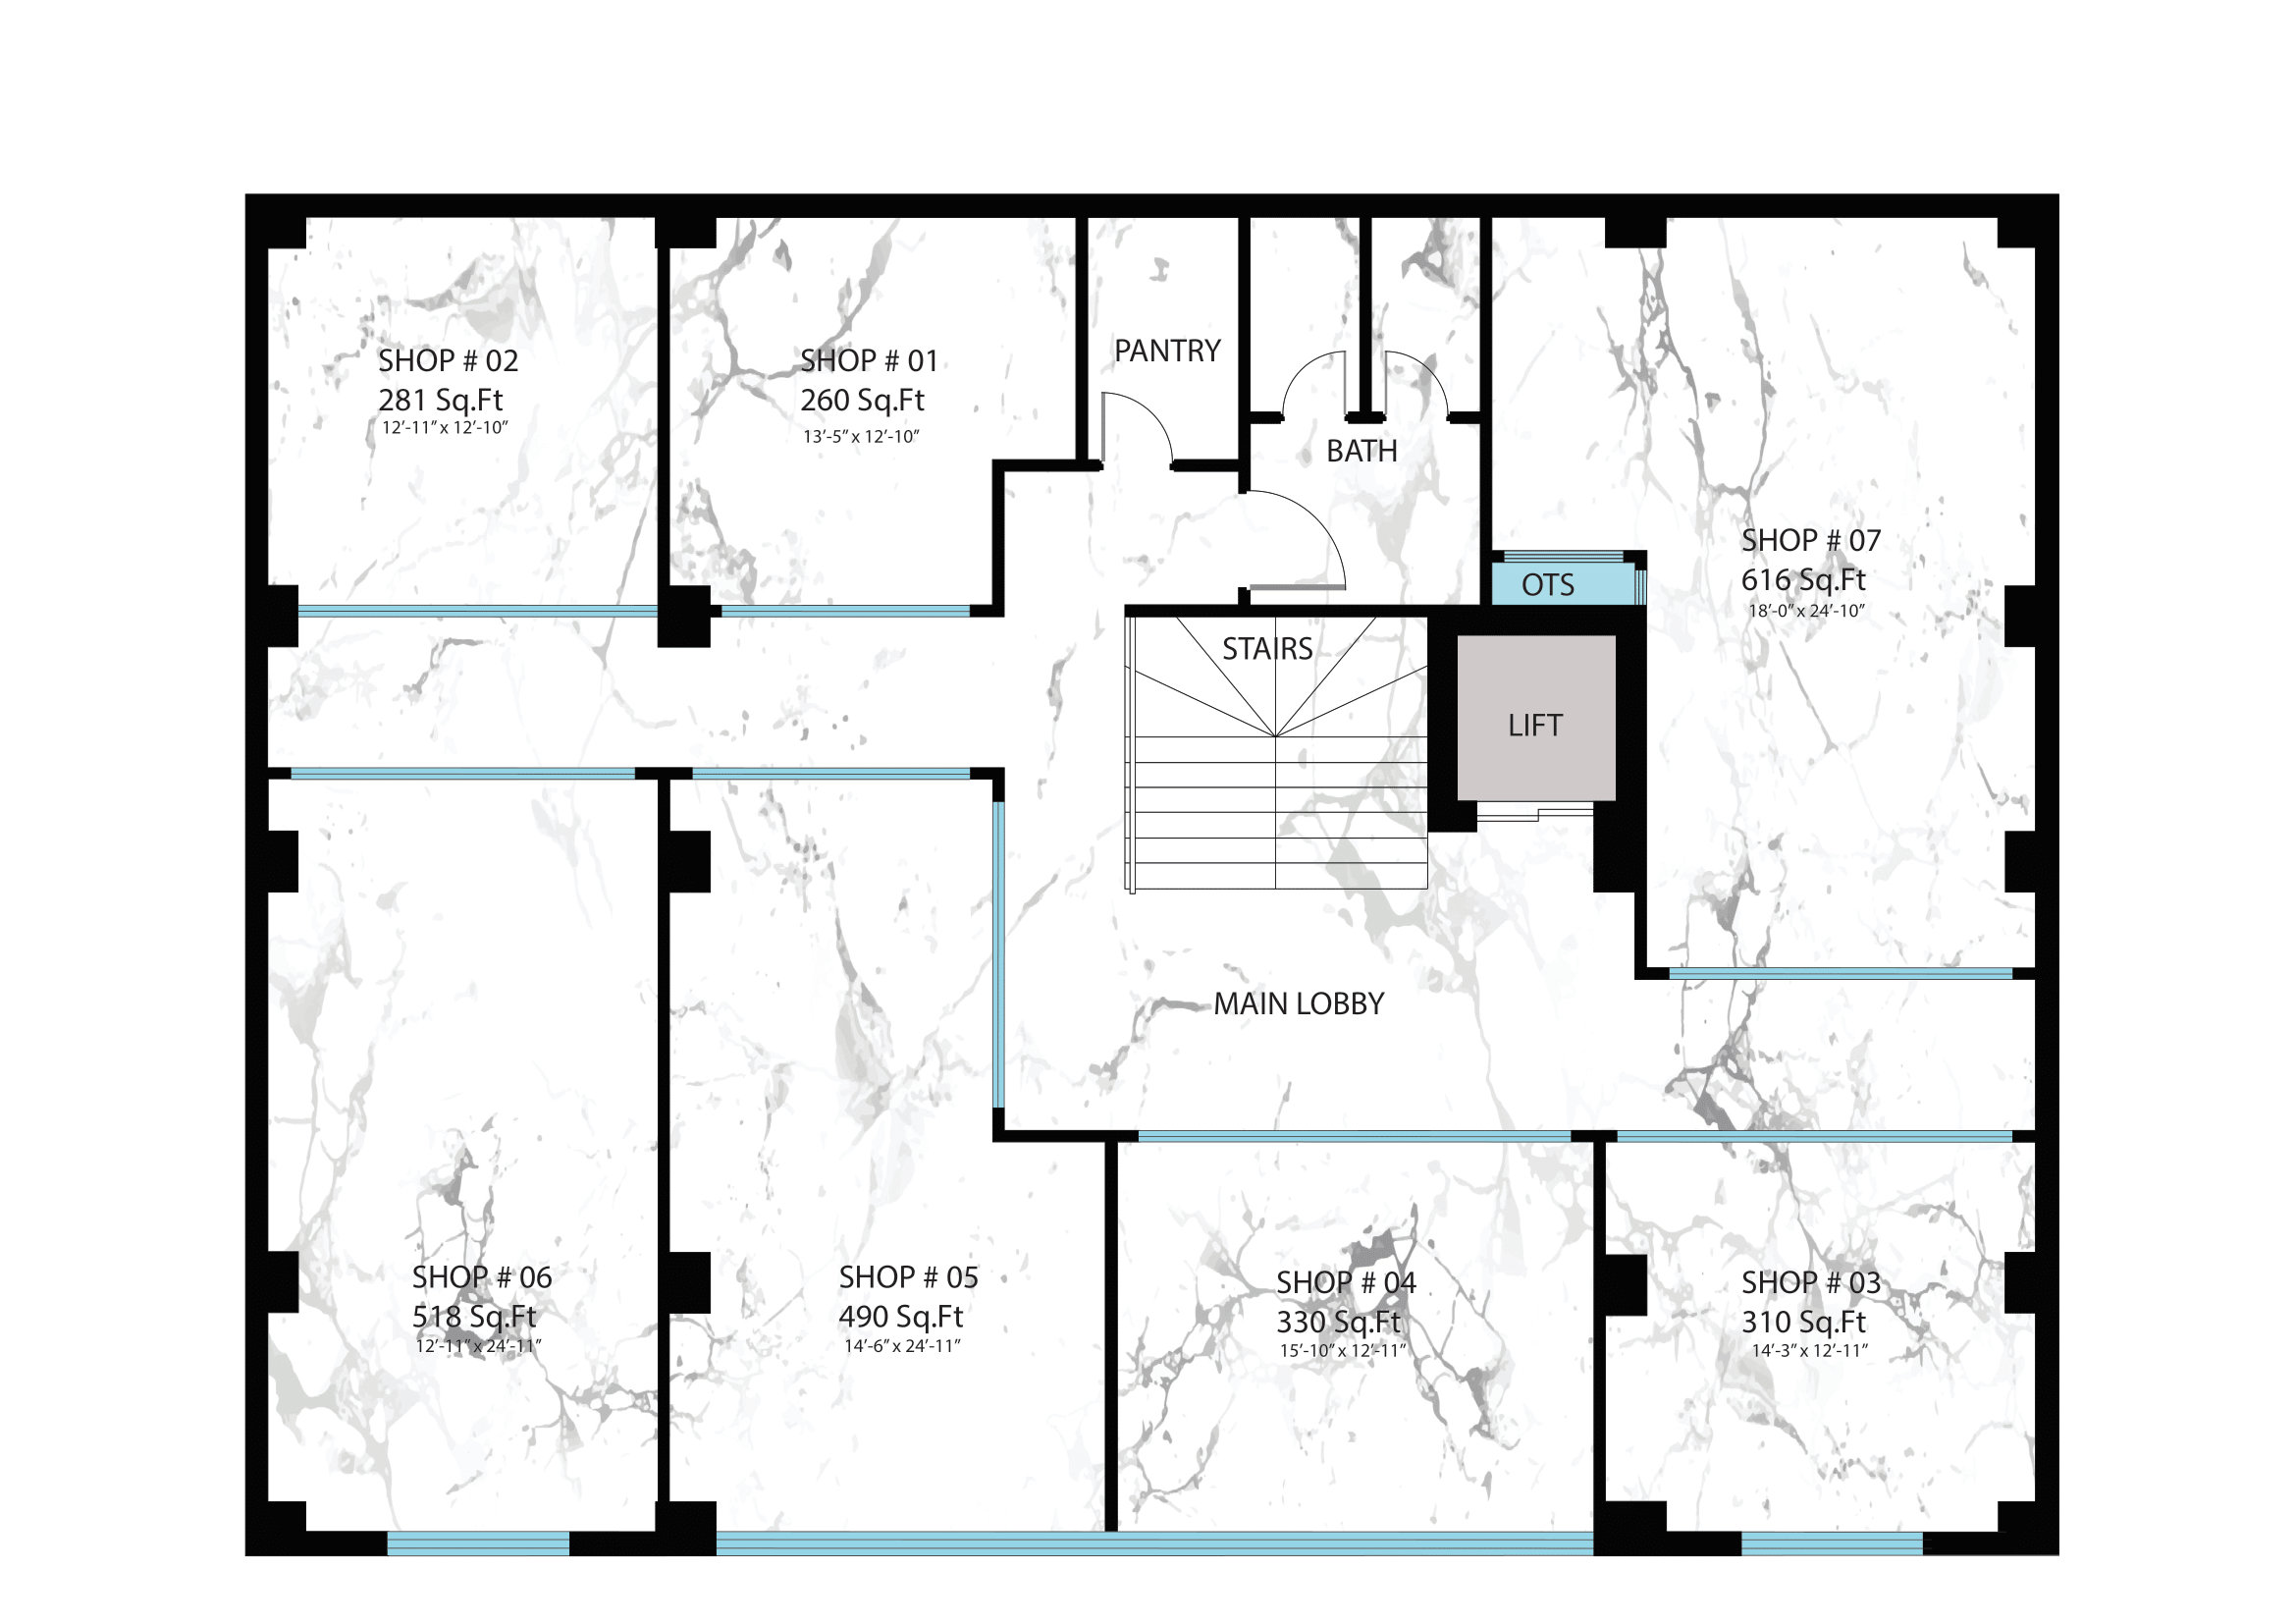 SHOP # 02
281 Sq.Ft
12’-11” x 12’-10”
SHOP # 01
260 Sq.Ft
13’-5” x 12’-10”
PANTRY
BATH
SHOP # 07
616 Sq.Ft
18’-0” x 24’-10”
OTS
STAIRS
LIFT
MAIN LOBBY
SHOP # 06
518 Sq.Ft
12’-11” x 24’-11”
SHOP # 05
490 Sq.Ft
14’-6” x 24’-11”
SHOP # 04
330 Sq.Ft
15’-10” x 12’-11”
SHOP # 03
310 Sq.Ft
14’-3” x 12’-11”